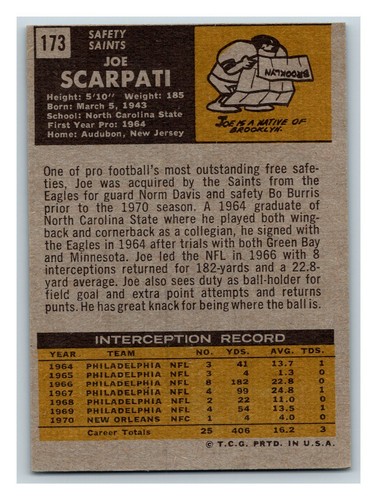 173
SAFETY
SAINTS
JOE
SCARPATI
Height: 5'10" Weight: 185
Born: March 5, 1943
School: North Carolina State
First Year Pro: 1964
Home: Audubon, New Jersey
BROOKLYN
JOE IS A NATIVE OF
BROOKLYN.
One of pro football's most outstanding free safe-
ties, Joe was acquired by the Saints from the
Eagles for guard Norm Davis and safety Bo Burris
prior to the 1970 season. A 1964 graduate of
North Carolina State where he played both wing-
back and cornerback as a collegian, he signed with
the Eagles in 1964 after trials with both Green Bay
and Minnesota. Joe led the NFL in 1966 with 8
interceptions returned for 182-yards and a 22.8-
yard average. Joe also sees duty as ball-holder for
field goal and extra point attempts and returns
punts. He has great knack for being where the ball is.
INTERCEPTION RECORD
YEAR TEAM NO. YDS. AVG. TDS.
1964 PHILADELPHIA NFL 3 41 13.7 1
1965 PHILADELPHIA NFL 3 4 1.3 0
1966 PHILADELPHIA NFL 8 182 22.8 0
1967 PHILADELPHIA NFL 4 99 24.8 1
1968 PHILADELPHIA NFL 2 22 11.0 0
1969 PHILADELPHIA NFL 4 54 13.5 1
1970 NEW ORLEANS NFC 1 4 4.0 0
Career Totals 25 406 16.2 3
© T.C.G. PRTD. IN U.S.A.